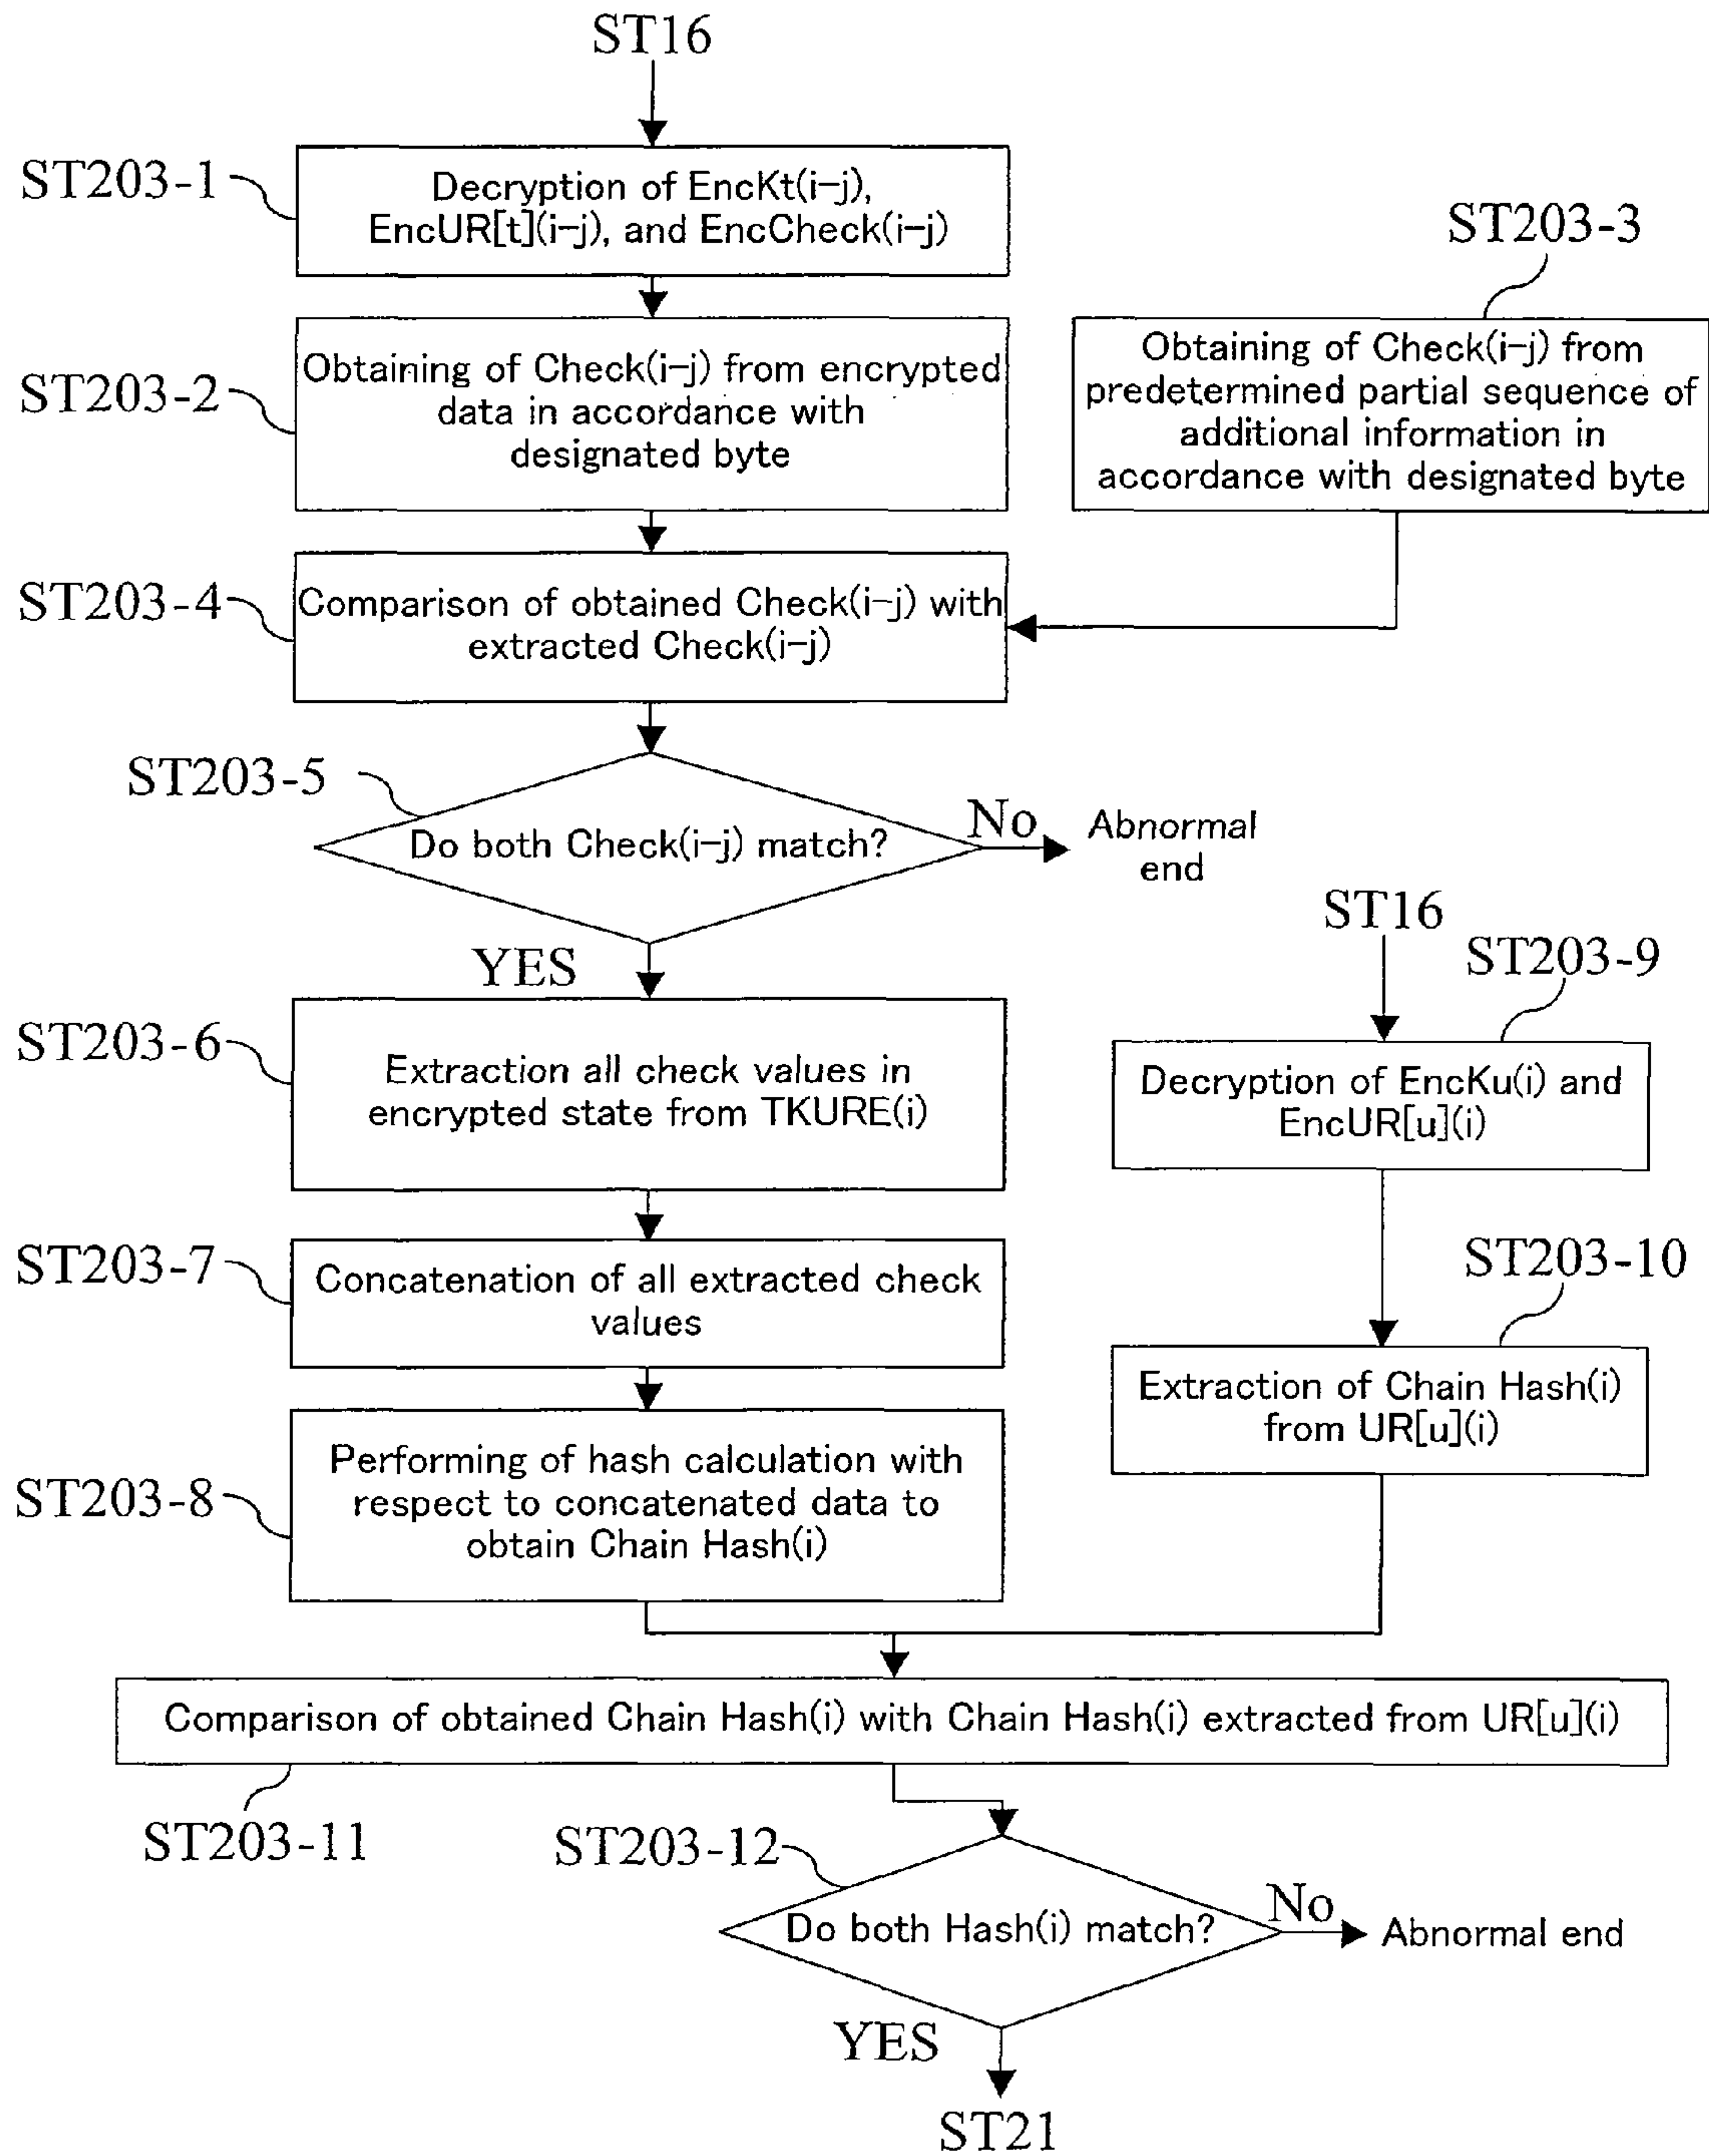 ST16
ST203-1
Decryption of EncKt(i-j),
EncUR[t](i-j), and EncCheck(i-j)
ST203-3
ST203-2
Obtaining of Check(i-j) from encrypted
data in accordance with
designated byte
Obtaining of Check(i-j) from
predetermined partial sequence of
additional information in
accordance with designated byte
ST203-4
Comparison of obtained Check(i-j) with
extracted Check(i-j)
ST203-5
Do both Check(i-j) match?
No
Abnormal
end
YES
ST16
ST203-9
ST203-6
Extraction all check values in
encrypted state from TKURE(i)
Decryption of EncKu(i) and
EncUR[u](i)
ST203-7
Concatenation of all extracted check
values
ST203-10
Extraction of Chain Hash(i)
from UR[u](i)
ST203-8
Performing of hash calculation with
respect to concatenated data to
obtain Chain Hash(i)
Comparison of obtained Chain Hash(i) with Chain Hash(i) extracted from UR[u](i)
ST203-11
ST203-12
Do both Hash(i) match?
No
Abnormal end
YES
ST21